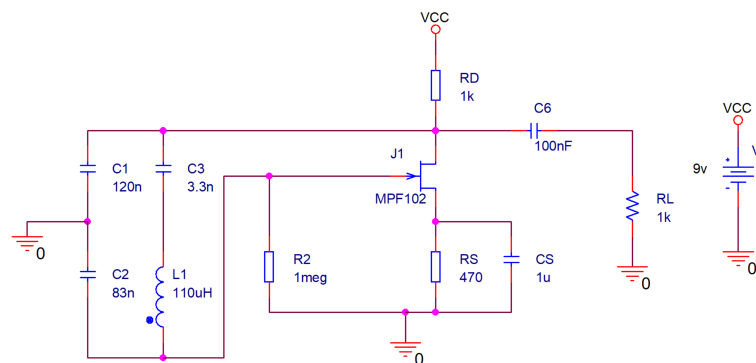 VCC
RD
1k
C6
100nF
VCC
V
9v
+
-
J1
MPF102
C1
120n
C3
3.3n
0
C2
83n
L1
110uH
R2
1meg
RS
470
CS
1u
RL
1k
0
0
0